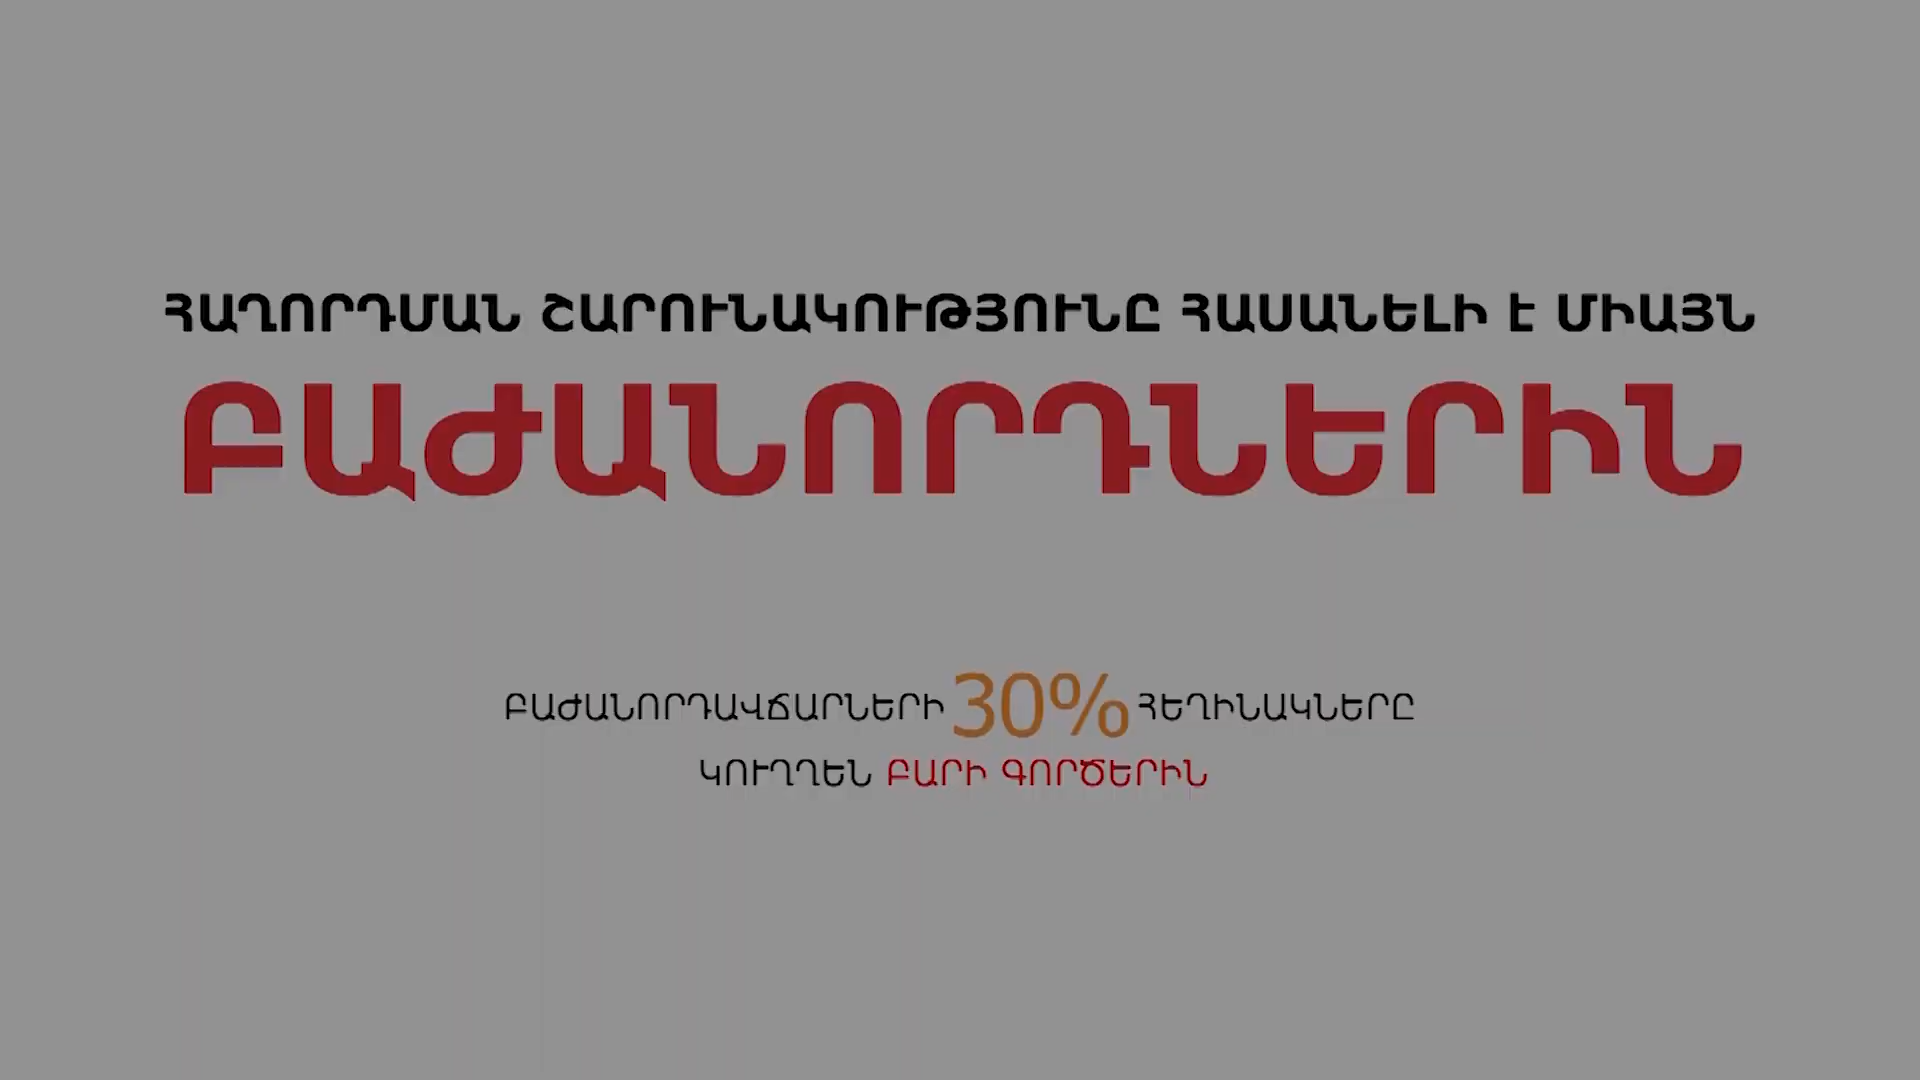 ՀԱՂՈՐԴՄԱՆ ՇԱՐՈՒՆԱԿՈՒԹՅՈՒՆԸ ՀԱՍԱՆԵԼԻ է ՄԻԱՅՆ
ԲԱԺԱՆՈՐԴՆԵՐԻՆ
ԲԱԺԱՆՈՐԴԱՎՃԱՐՆԵՐԻ 30% ՀԵՂԻՆԱԿՆԵՐԸ
ԿՈՒՂՂԵՆ ԲԱՐԻ ԳՈՐԾԵՐԻՆ